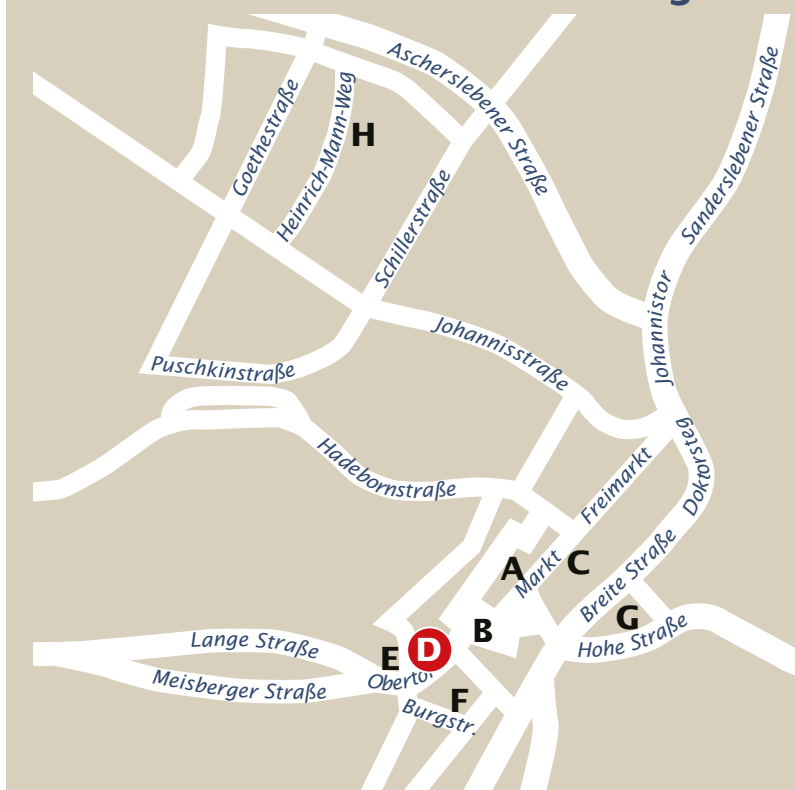 g
Ascherslebener Straße
Sanderslebener Straße
Goethestraße
Heinrich-Mann-Weg
H
Schillerstraße
Johannistor
Johannisstraße
Puschkinstraße
Doktorsteg
Hadebornstraße
Freimarkt
A
Markt
C
Breite Straße
G
B
Hohe Straße
Lange Straße
E
D
Meisberger Straße
Obertor
F
Burgstr.